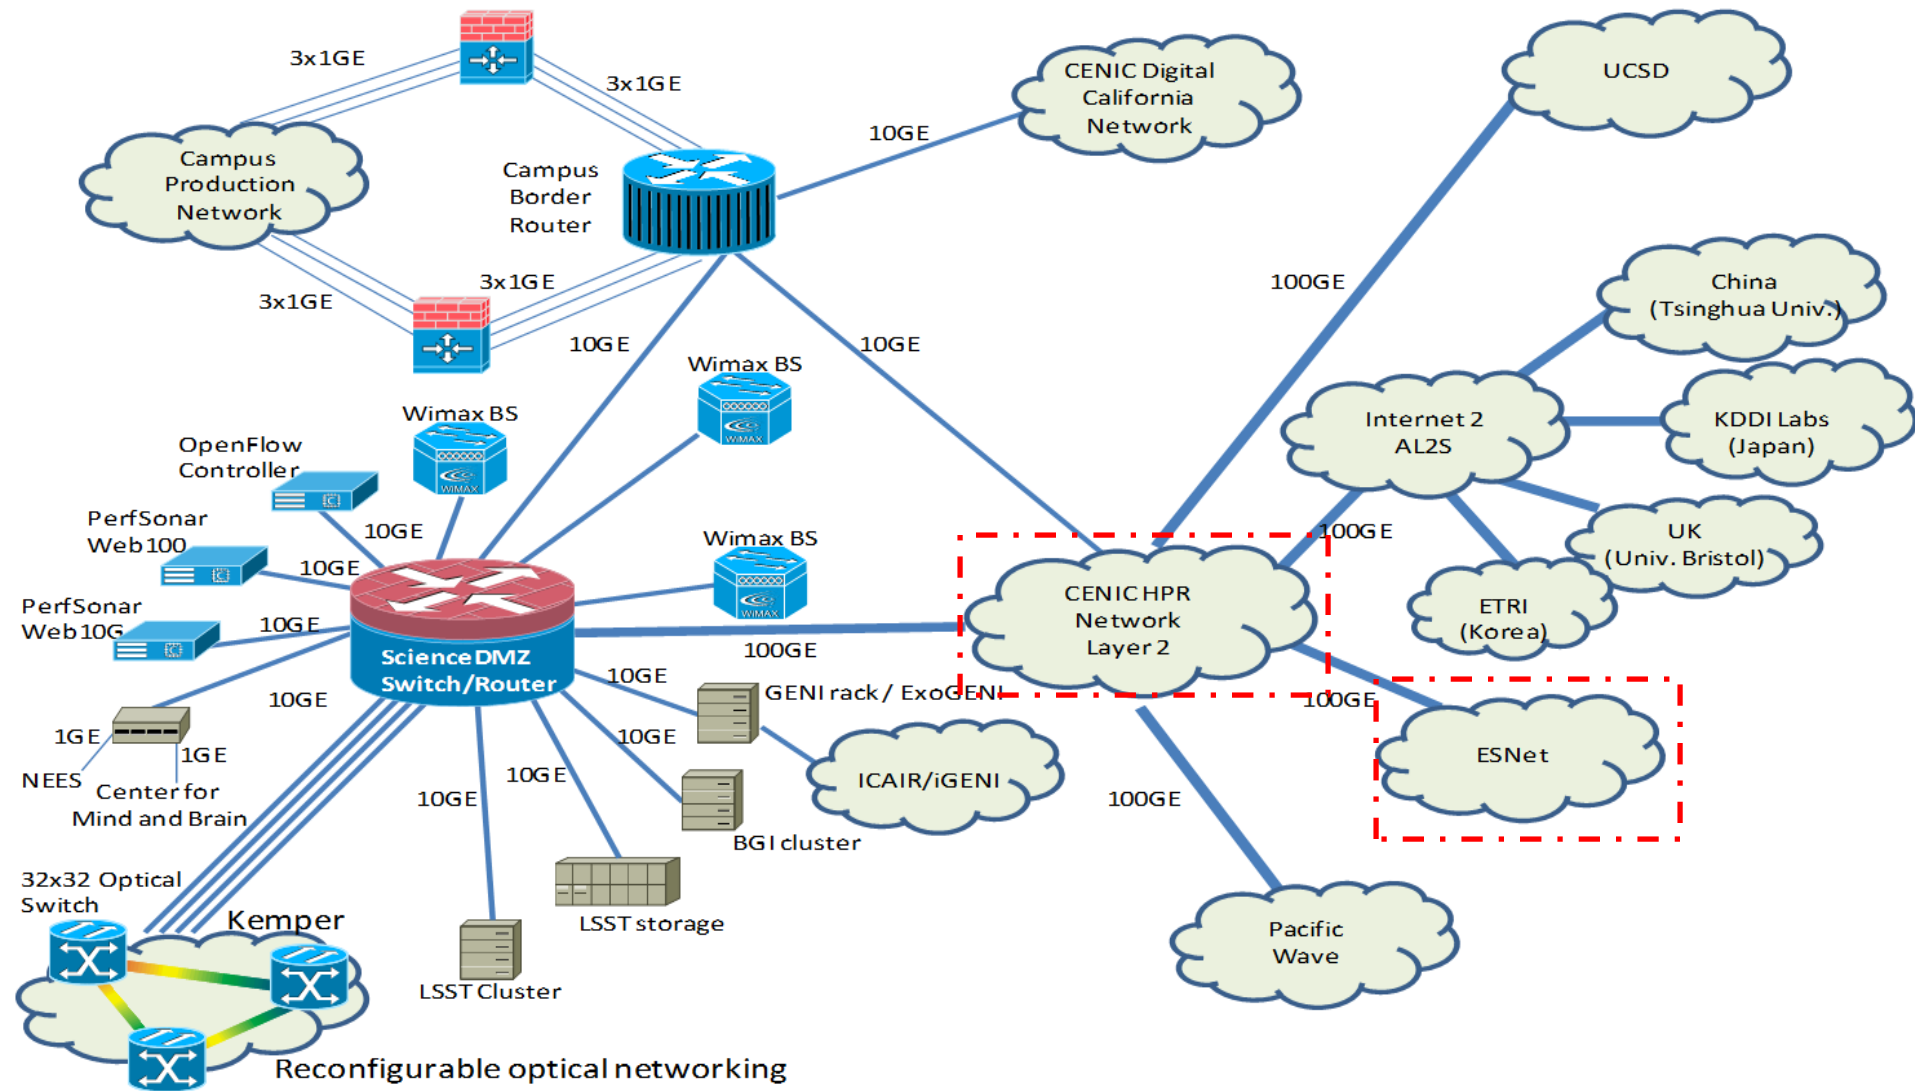 3x1GE
3x1GE
Campus
Production
Network
Campus
Border
Router
10GE
CENIC Digital
California
Network
UCSD
3x1GE
3x1GE
10GE
10GE
100GE
China
(Tsinghua Univ.)
Internet 2
AL2S
KDDI Labs
(Japan)
UK
(Univ. Bristol)
ETRI
(Korea)
100GE
Wimax BS
WiMAX
Wimax BS
WiMAX
Wimax BS
WiMAX
OpenFlow
Controller
C
10GE
PerfSonar
Web100
C
10GE
PerfSonar
Web10G
C
10GE
ScienceDMZ
Switch/Router
100GE
CENIC HPR
Network
Layer 2
100GE
ESNet
100GE
Pacific
Wave
10GE
GENI rack / ExoGENI
ICAIR/iGENI
10GE
BGI cluster
10GE
LSST storage
10GE
LSST Cluster
10GE
1GE
NEES
1GE
Center for
Mind and Brain
32x32 Optical
Switch
Kemper
Reconfigurable optical networking